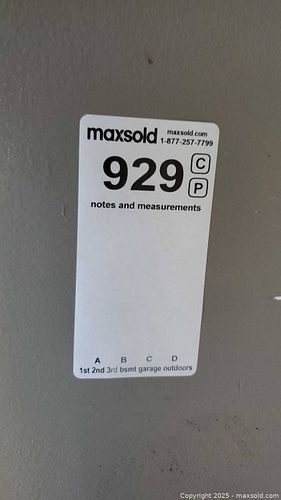 maxsold maxsold.com
1-877-257-7799
929 C
P
notes and measurements
A B C D
1st 2nd 3rd bsmt garage outdoors
Copyright 2025 - maxsold.com